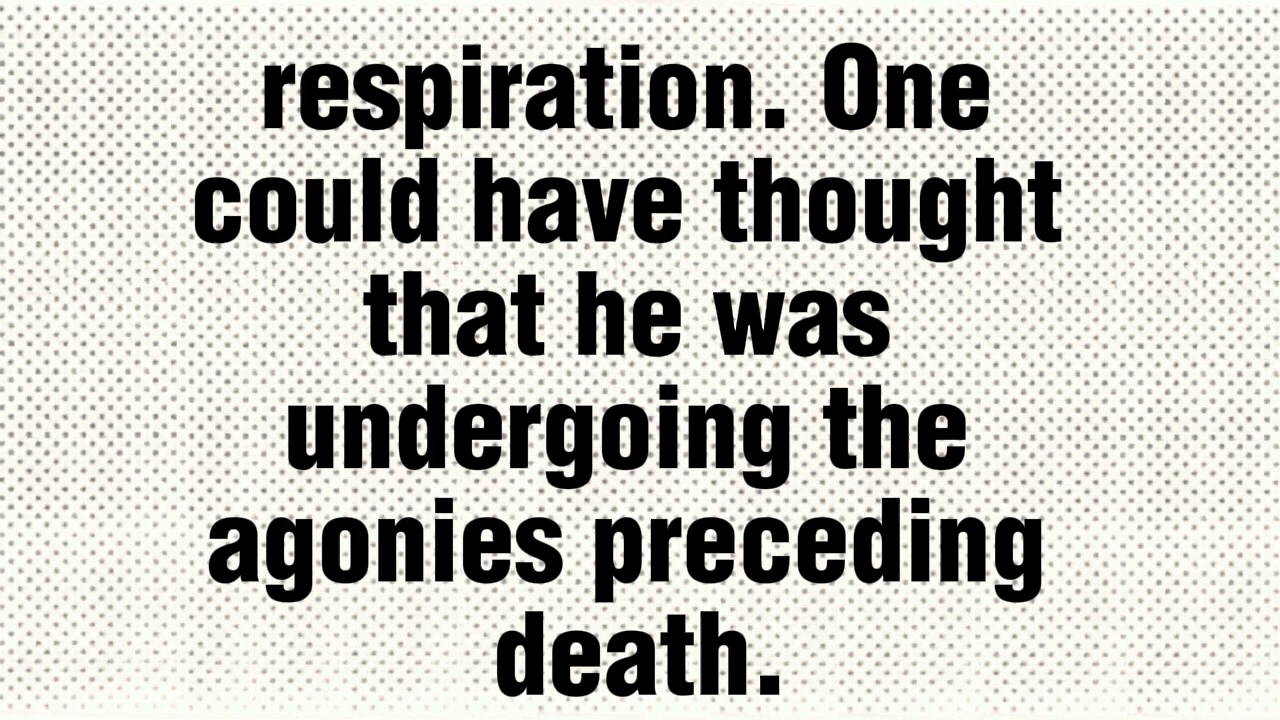 respiration. One
could have thought
that he was
undergoing the
agonies preceding
death.